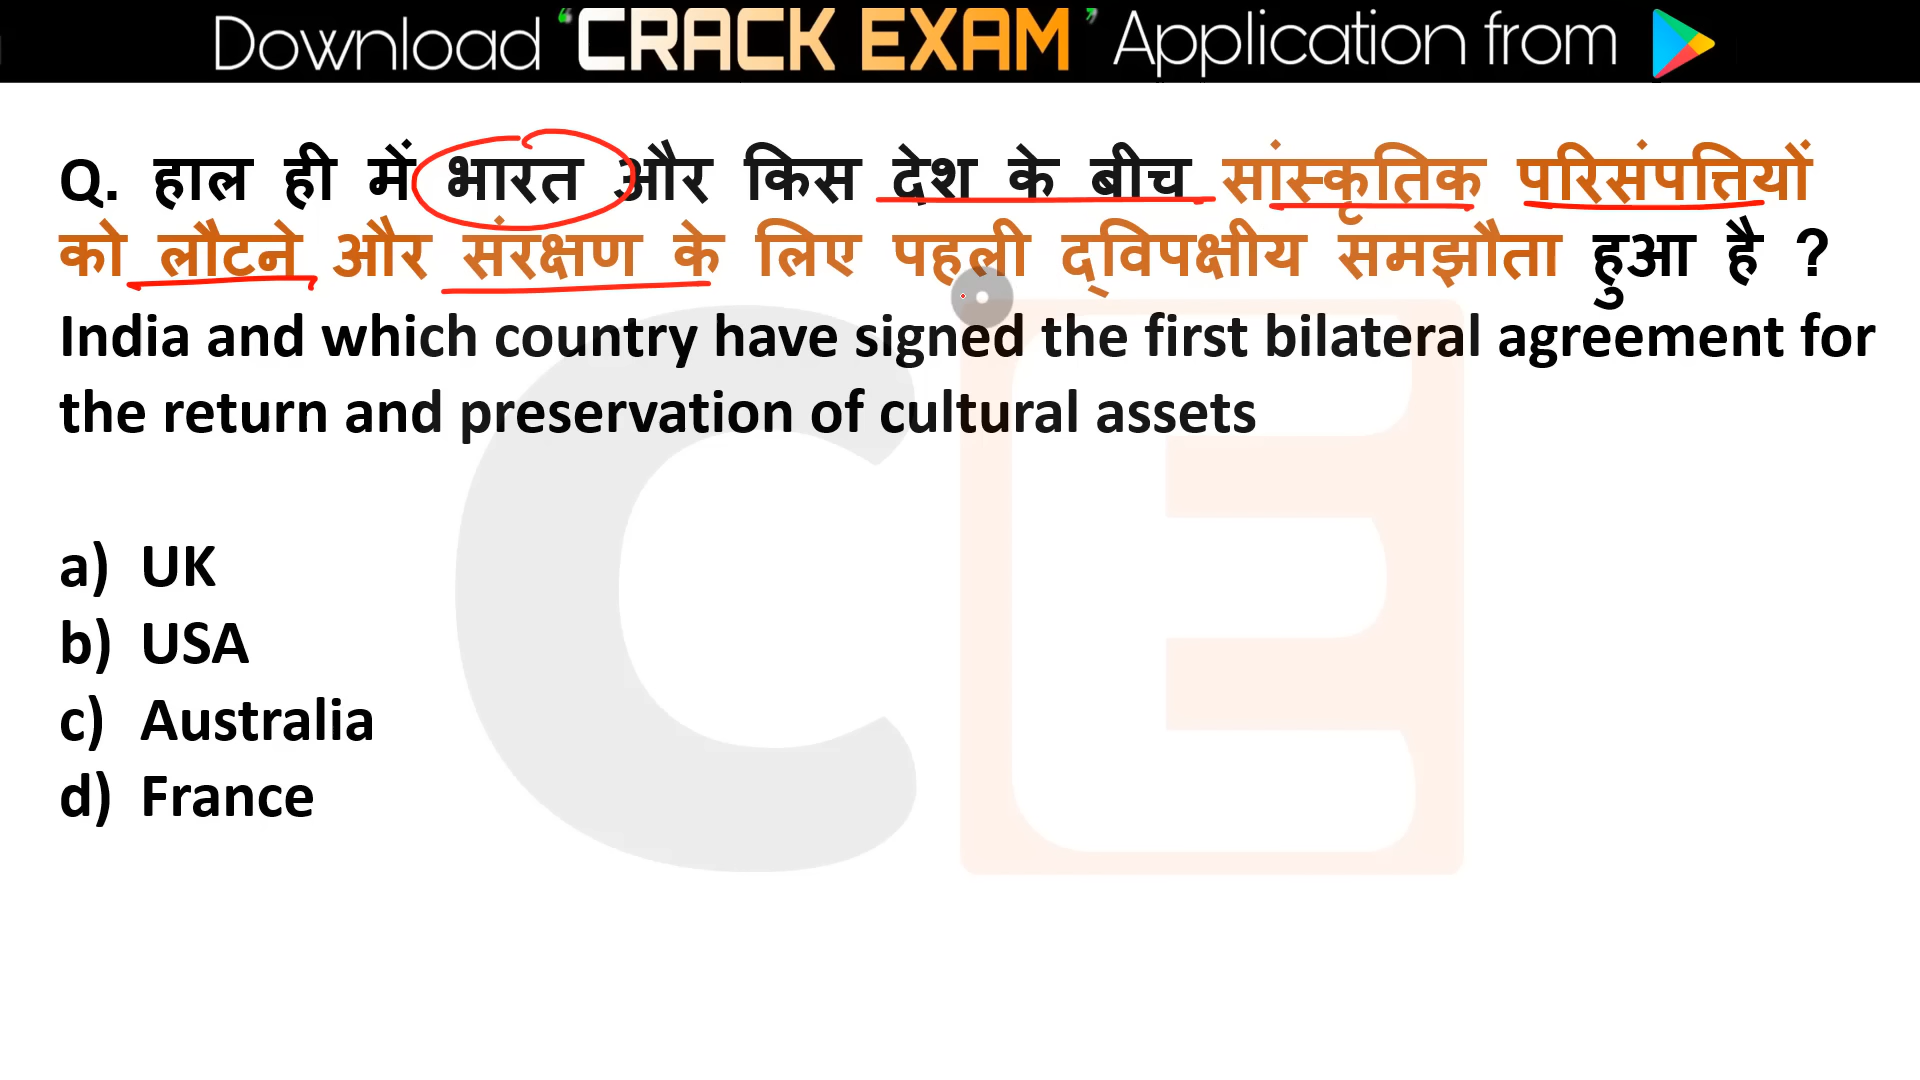 Download ‘CRACK EXAM’ Application from
Q. हाल ही में भारत और किस देश के बीच सांस्कृतिक परिसंपत्तियों
को लौटने और संरक्षण के लिए पहली द्विपक्षीय समझौता हुआ है ?
India and which country have signed the first bilateral agreement for
the return and preservation of cultural assets
a) UK
b) USA
c) Australia
d) France
CE